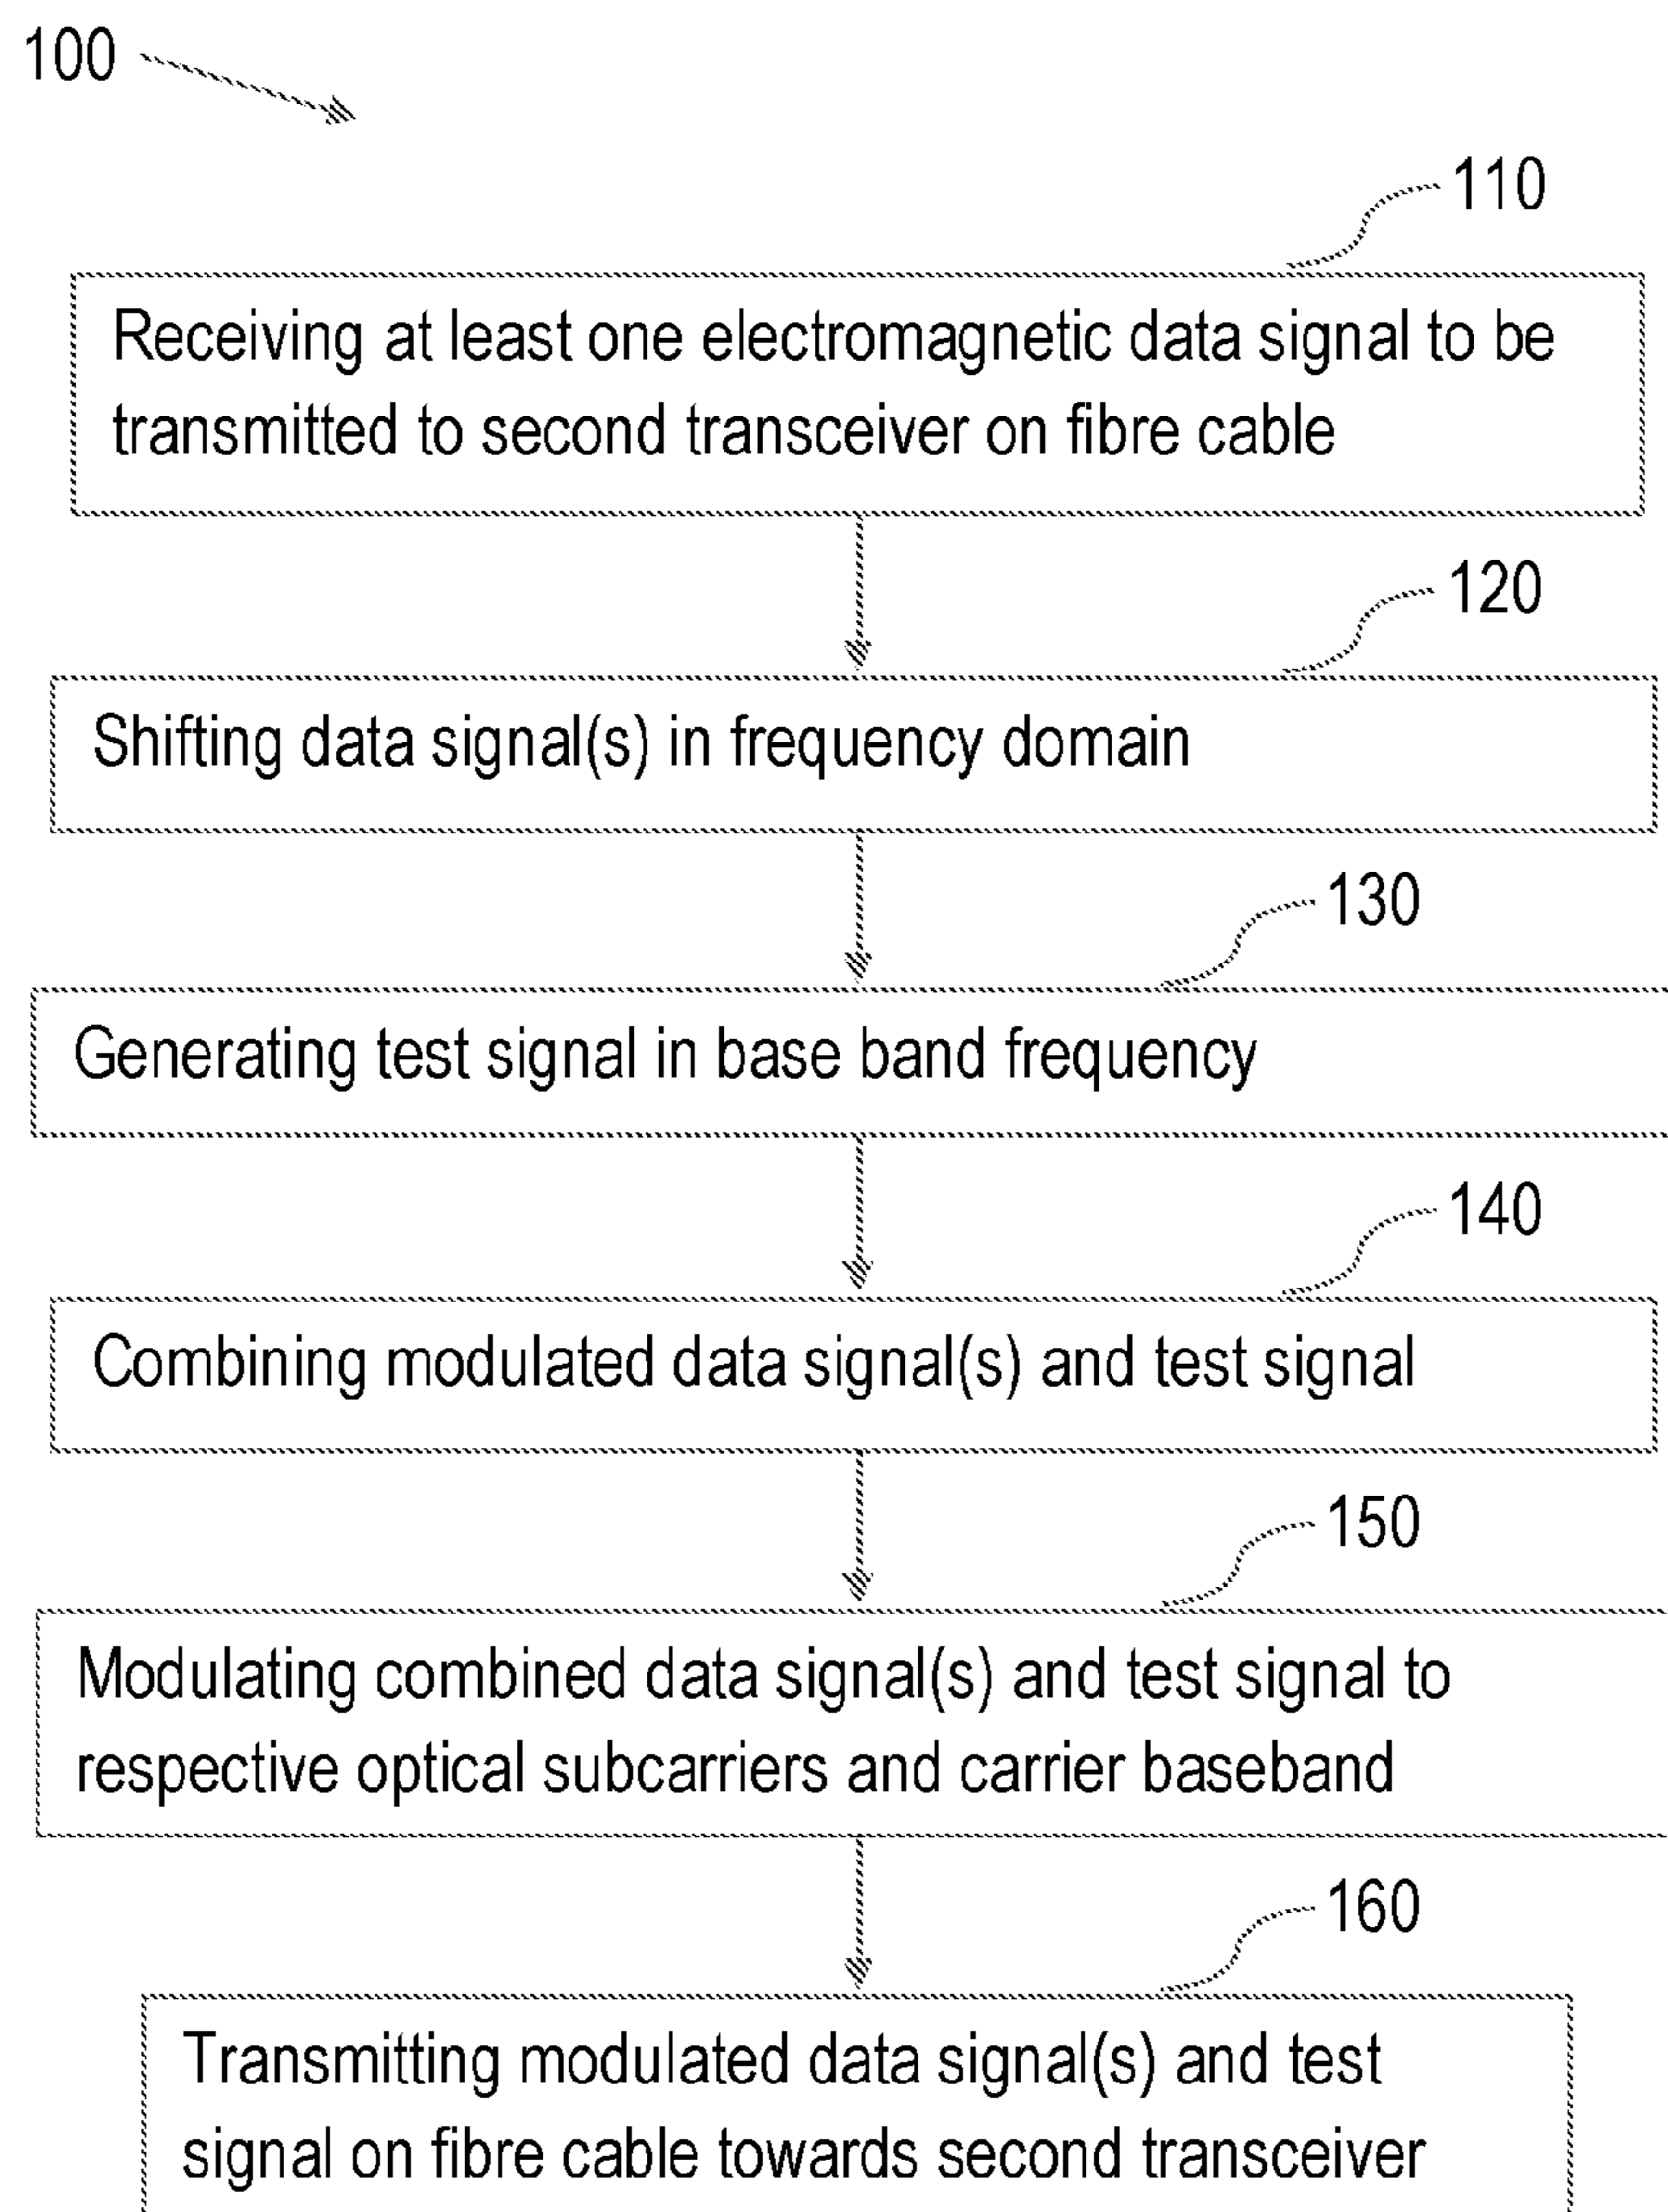 100
110
Receiving at least one electromagnetic data signal to be
transmitted to second transceiver on fibre cable
120
Shifting data signal(s) in frequency domain
130
Generating test signal in base band frequency
140
Combining modulated data signal(s) and test signal
150
Modulating combined data signal(s) and test signal to
respective optical subcarriers and carrier baseband
160
Transmitting modulated data signal(s) and test
signal on fibre cable towards second transceiver